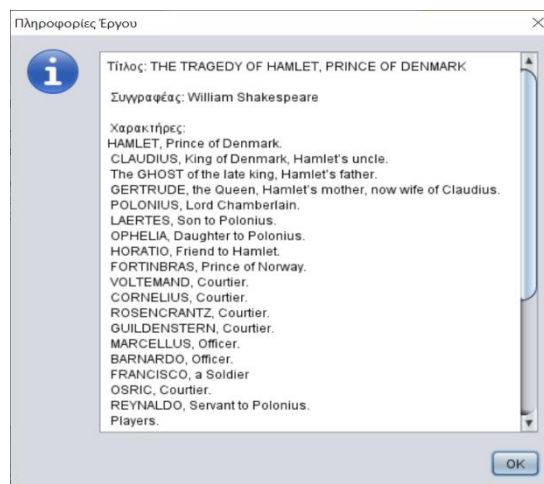 Πληροφορίες Έργου
Τίτλος: THE TRAGEDY OF HAMLET, PRINCE OF DENMARK
Συγγραφέας: William Shakespeare
Χαρακτήρες:
HAMLET, Prince of Denmark.
CLAUDIUS, King of Denmark, Hamlet's uncle.
The GHOST of the late king, Hamlet's father.
GERTRUDE, the Queen, Hamlet's mother, now wife of Claudius.
POLONIUS, Lord Chamberlain.
LAERTES, Son to Polonius.
OPHELIA, Daughter to Polonius.
HORATIO, Friend to Hamlet.
FORTINBRAS, Prince of Norway.
VOLTEMAND, Courtier.
CORNELIUS, Courtier.
ROSENCRANTZ, Courtier.
GUILDENSTERN, Courtier.
MARCELLUS, Officer.
BARNARDO, Officer.
FRANCISCO, a Soldier
OSRIC, Courtier.
REYNALDO, Servant to Polonius.
Players.
OK